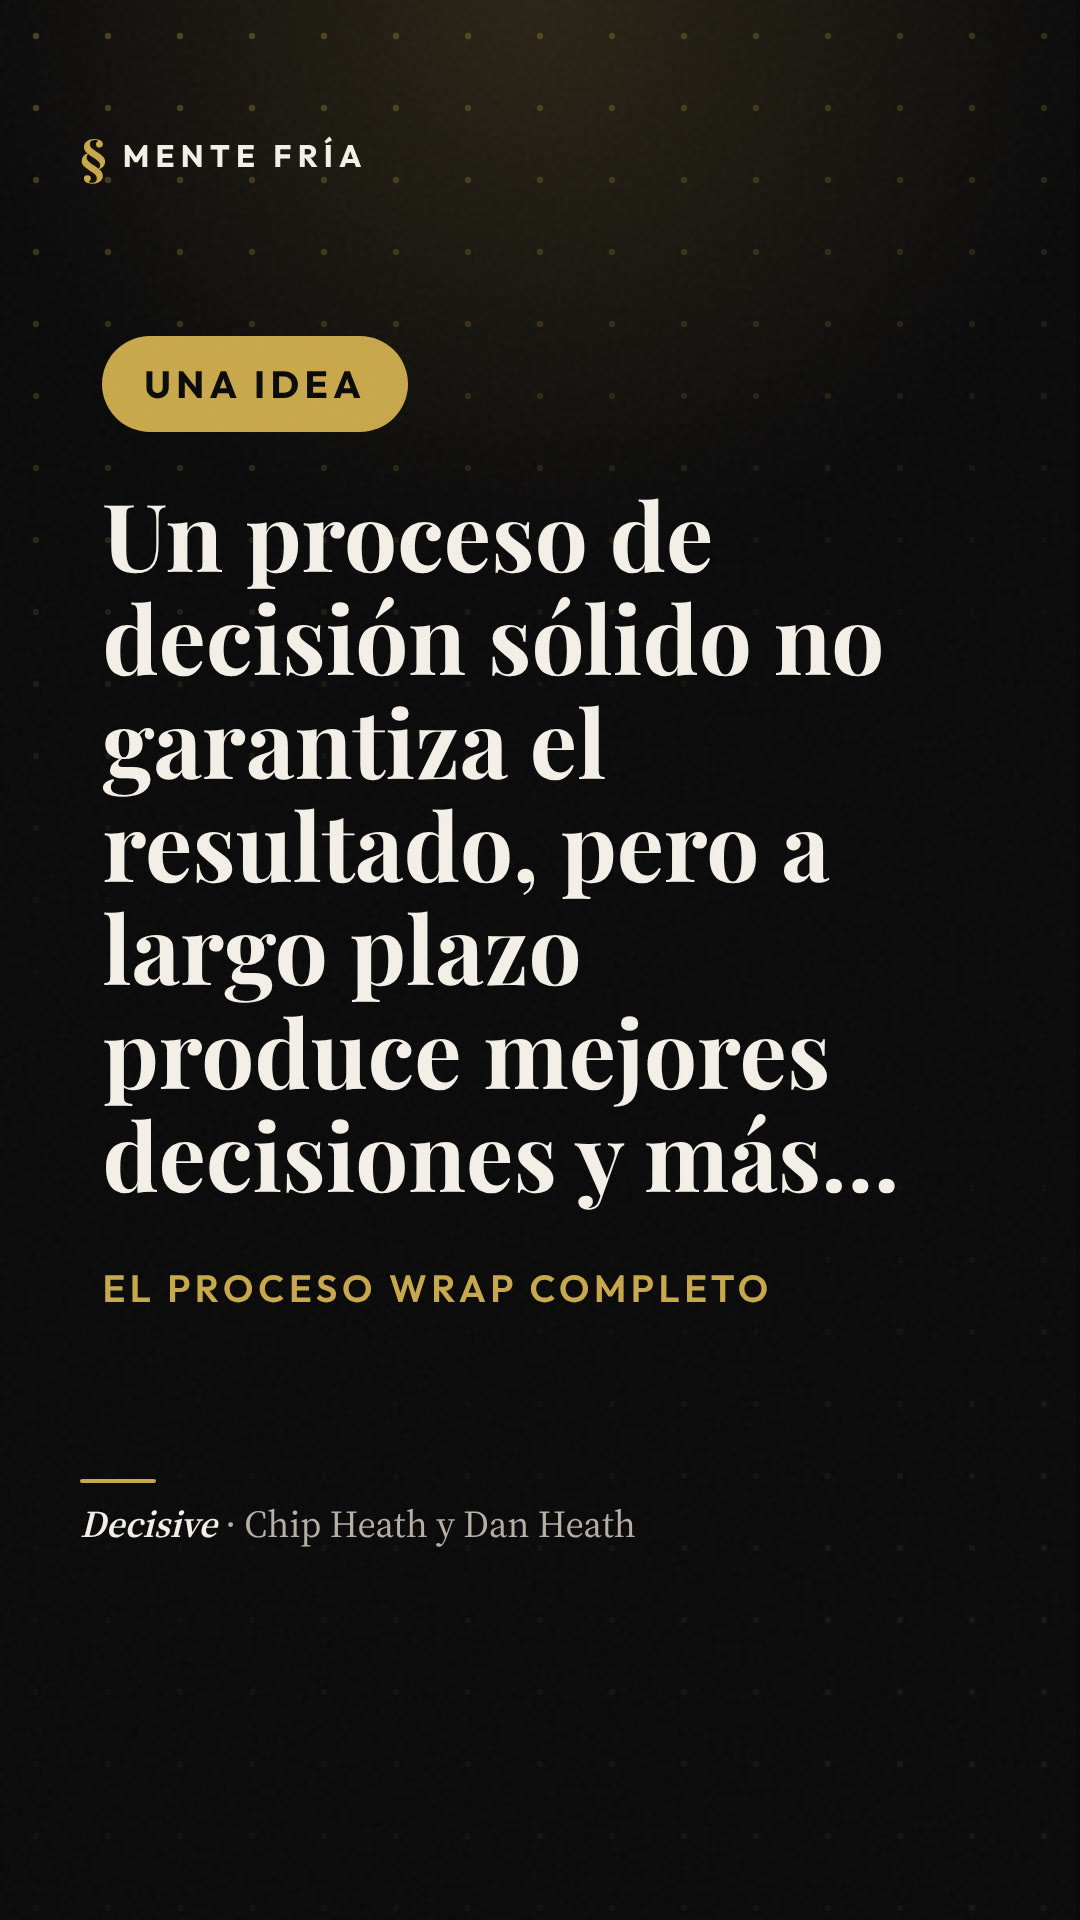 § MENTE FRÍA
UNA IDEA
Un proceso de
decisión sólido no
garantiza el
resultado, pero a
largo plazo
produce mejores
decisiones y más...
EL PROCESO WRAP COMPLETO
Decisive · Chip Heath y Dan Heath